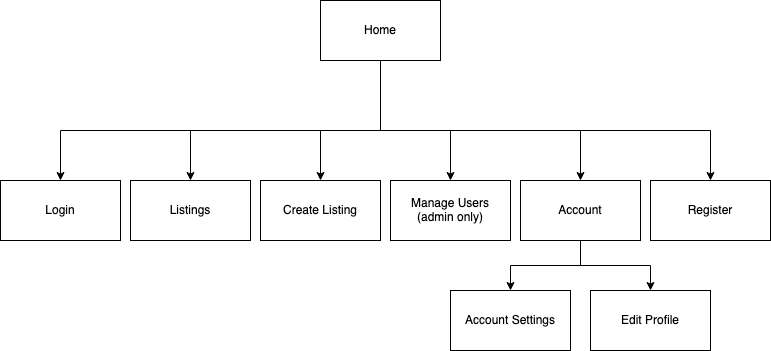 Home
Login
Listings
Create Listing
Manage Users
(admin only)
Account
Register
Account Settings
Edit Profile